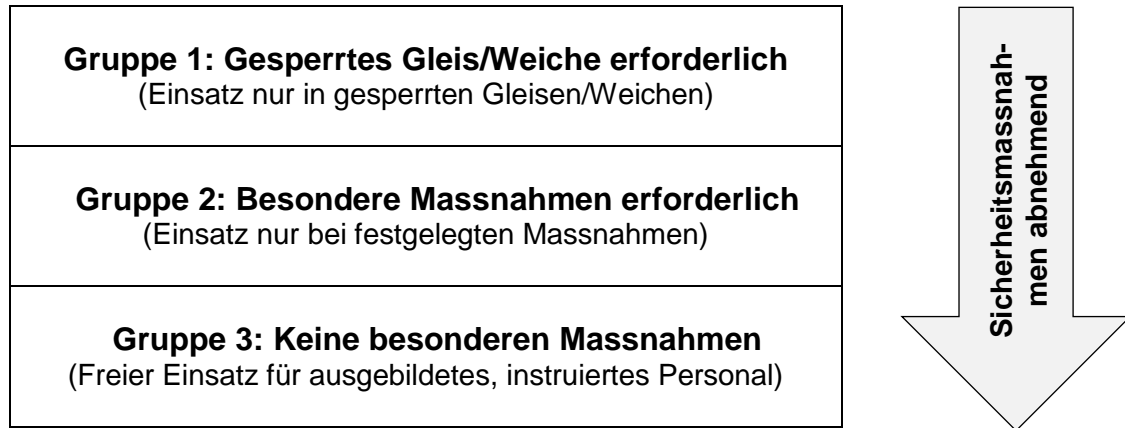 Gruppe 1: Gesperrtes Gleis/Weiche erforderlich
(Einsatz nur in gesperrten Gleisen/Weichen)
Gruppe 2: Besondere Massnahmen erforderlich
(Einsatz nur bei festgelegten Massnahmen)
Gruppe 3: Keine besonderen Massnahmen
(Freier Einsatz für ausgebildetes, instruiertes Personal)
Sicherheitsmassnah-
men abnehmend